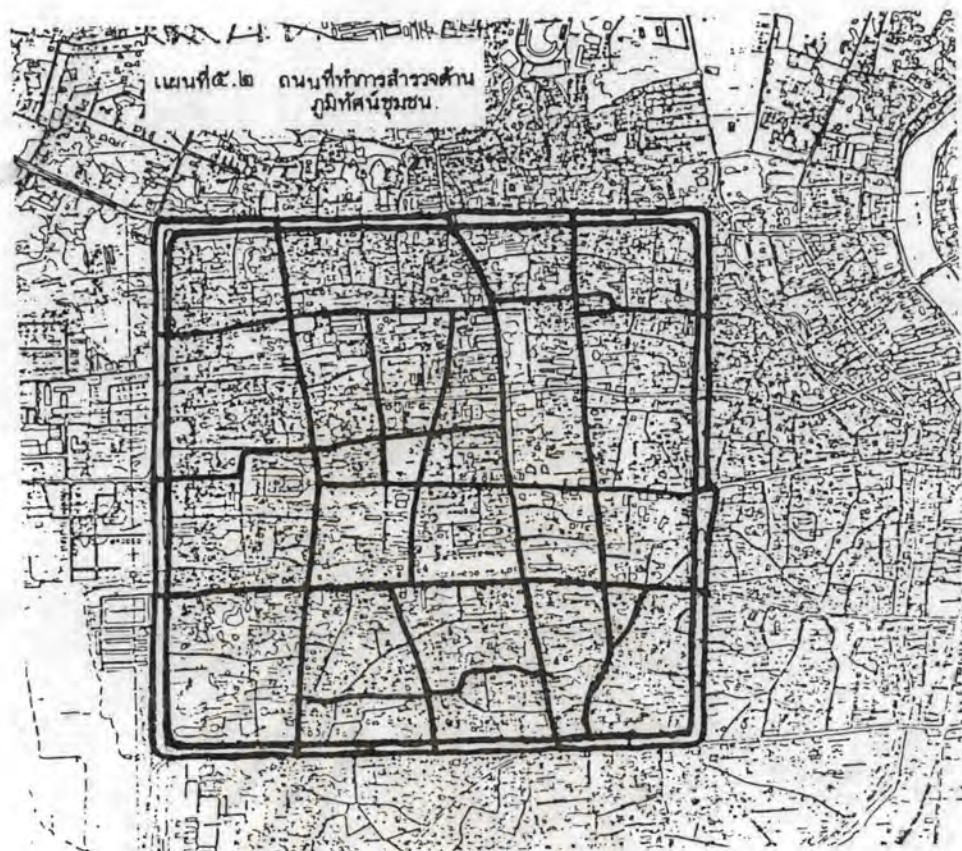 แผนที่๕.๒ ถนนที่ทำการสำรวจด้าน
ภูมิทัศน์ชุมชน.